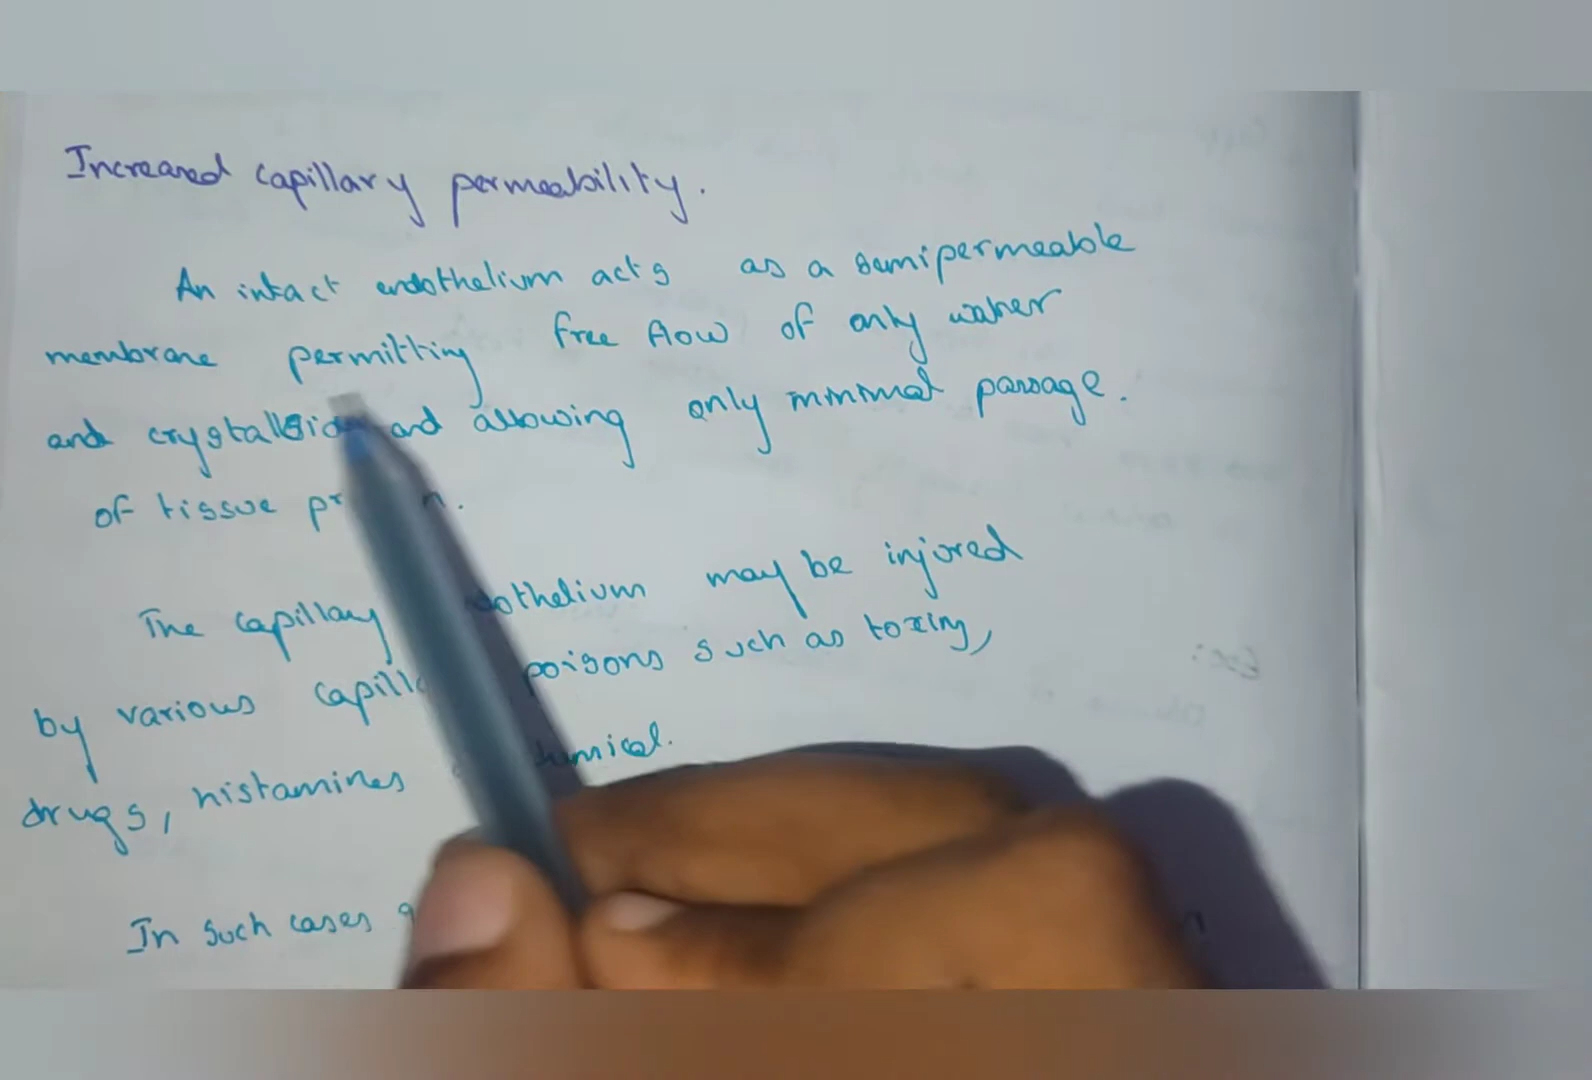 Increased capillary permeability.
An intact endothelium acts as a semipermeable
membrane permitting free flow of only water
and and allowing only minimal passage.
of tissue
The capillary may be injured
by various poisons such as toxins,
drugs, histamines
In such cases